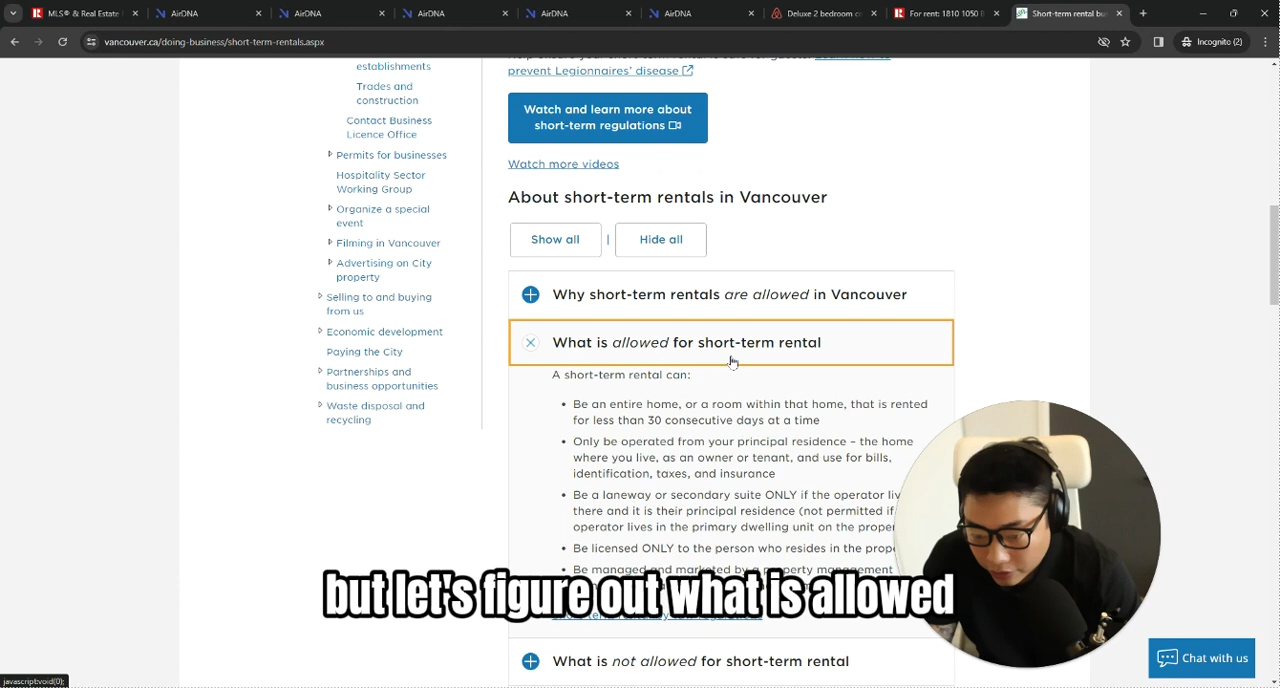 MLS® & Real Estate
AirDNA
AirDNA
AirDNA
AirDNA
AirDNA
Deluxe 2 bedroom co
For rent: 1810 1050 B
Short-term rental bu
vancouver.ca/doing-business/short-term-rentals.aspx
Incognito (2)
establishments
Trades and
construction
Contact Business
Licence Office
Permits for businesses
Hospitality Sector
Working Group
Organize a special
event
Filming in Vancouver
Advertising on City
property
Selling to and buying
from us
Economic development
Paying the City
Partnerships and
business opportunities
Waste disposal and
recycling
prevent Legionnaires' disease
Watch and learn more about
short-term regulations
Watch more videos
About short-term rentals in Vancouver
Show all | Hide all
Why short-term rentals are allowed in Vancouver
What is allowed for short-term rental
A short-term rental can:
• Be an entire home, or a room within that home, that is rented
for less than 30 consecutive days at a time
• Only be operated from your principal residence – the home
where you live, as an owner or tenant, and use for bills,
identification, taxes, and insurance
• Be a laneway or secondary suite ONLY if the operator li
there and it is their principal residence (not permitted if
operator lives in the primary dwelling unit on the prope
• Be licensed ONLY to the person who resides in the prope
• Be managed and marketed by a property management
but let's figure out what is allowed
What is not allowed for short-term rental
Chat with us
javascript:void(0);